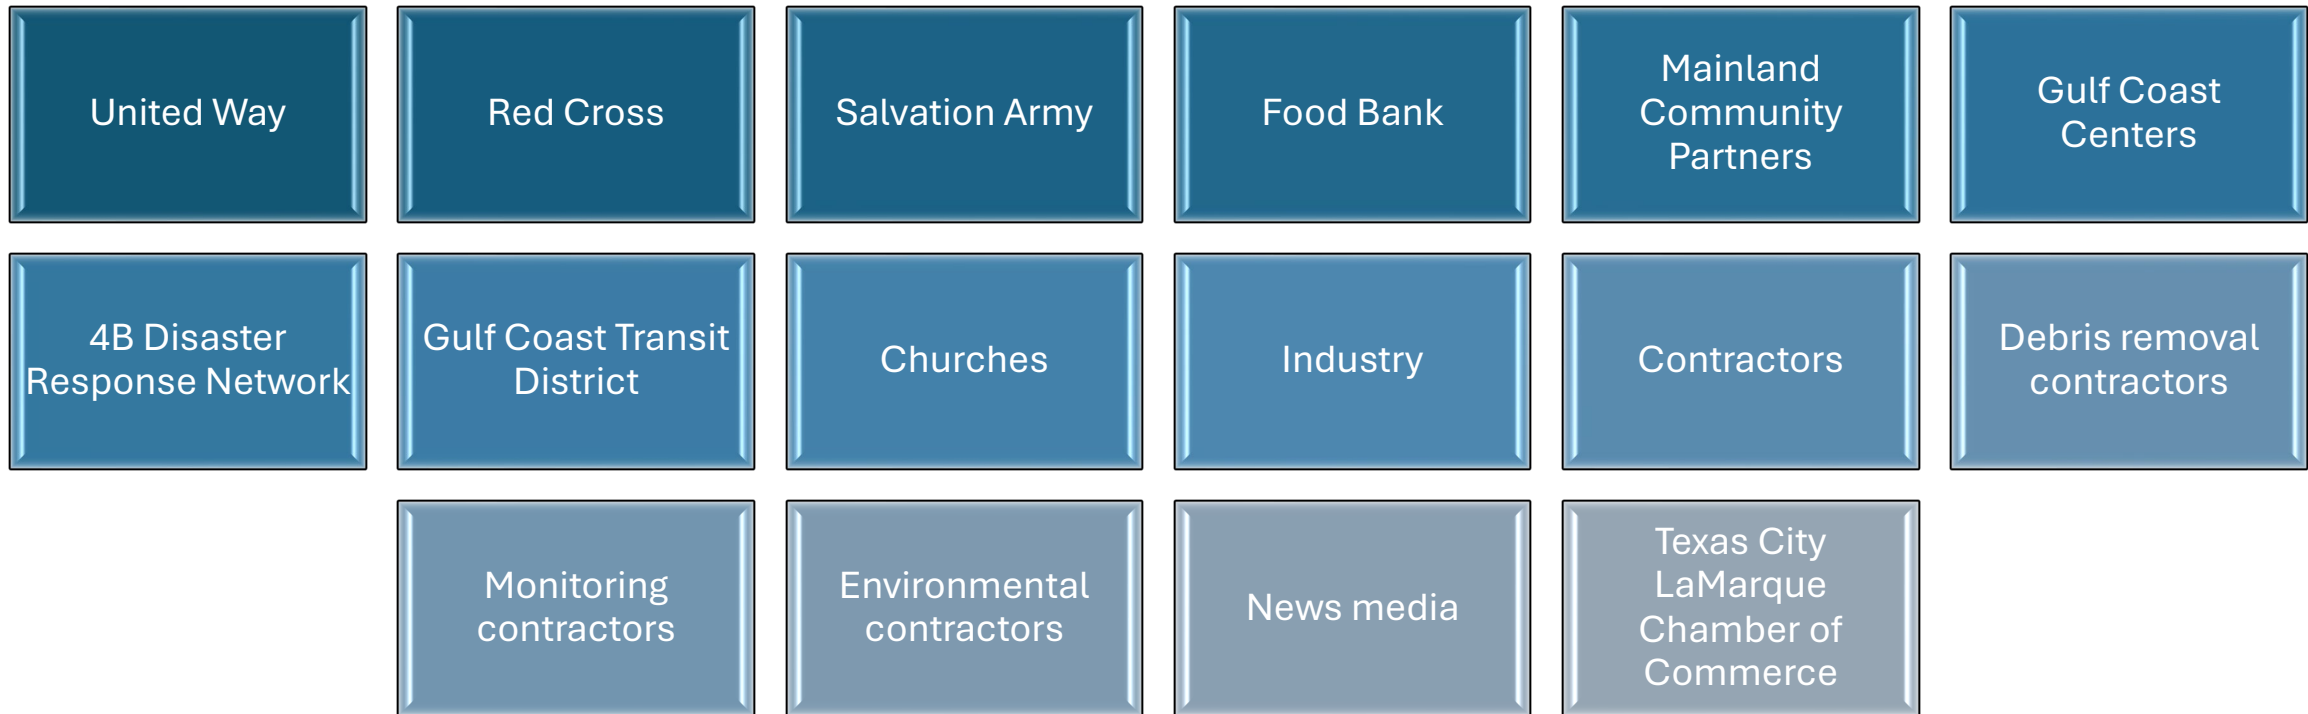 United Way
Red Cross
Salvation Army
Food Bank
Mainland
Community
Partners
Gulf Coast
Centers
4B Disaster
Response Network
Gulf Coast Transit
District
Churches
Industry
Contractors
Debris removal
contractors
Monitoring
contractors
Environmental
contractors
News media
Texas City
LaMarque
Chamber of
Commerce